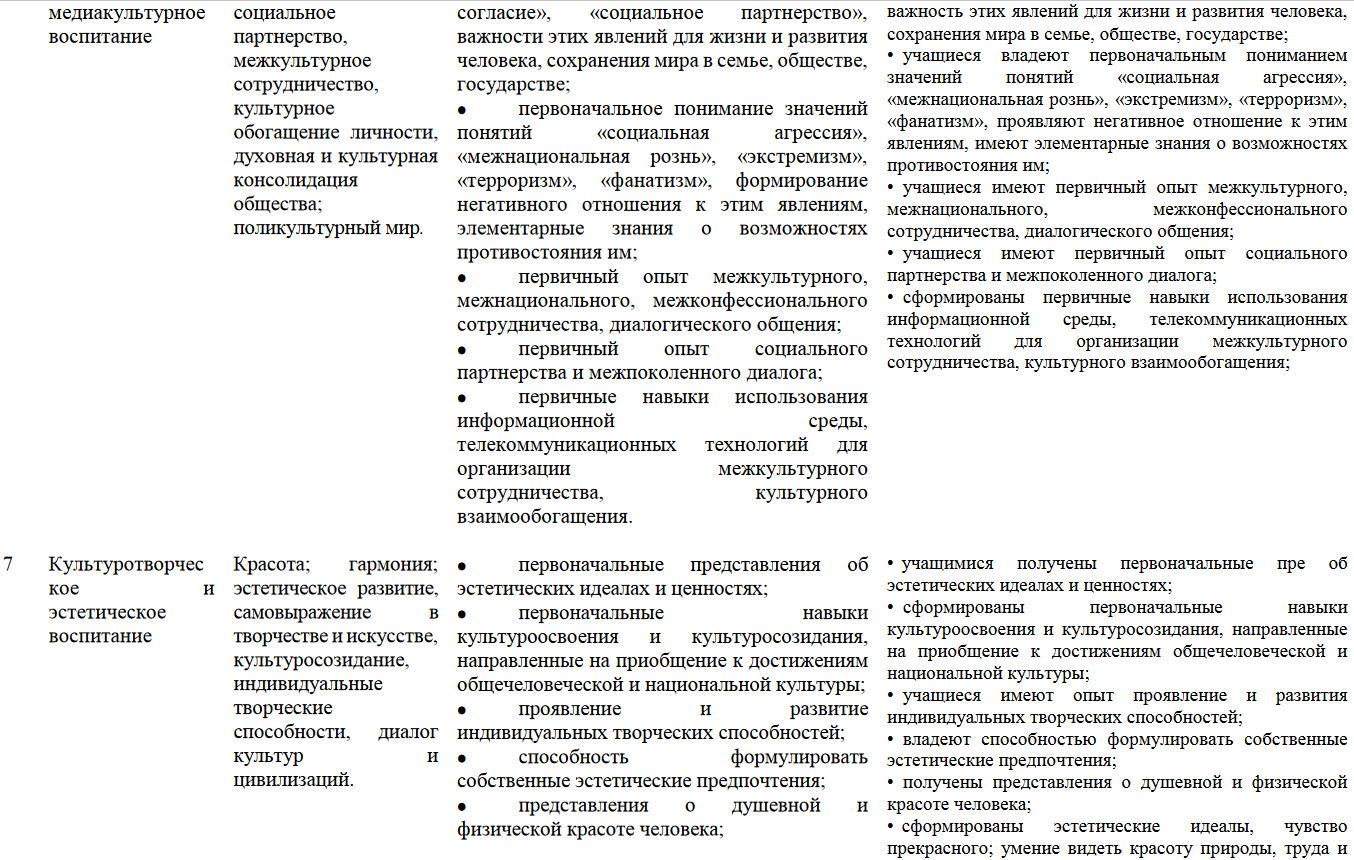 медиакультурное
воспитание
социальное
партнерство,
межкультурное
сотрудничество,
культурное
обогащение личности,
духовная и культурная
консолидация
общества;
поликультурный мир.
согласие», «социальное партнерство»,
важности этих явлений для жизни и развития
человека, сохранения мира в семье, обществе,
государстве;
● первоначальное понимание значений
понятий «социальная агрессия»,
«межнациональная рознь», «экстремизм»,
«терроризм», «фанатизм», формирование
негативного отношения к этим явлениям,
элементарные знания о возможностях
противостояния им;
● первичный опыт межкультурного,
межнационального, межконфессионального
сотрудничества, диалогического общения;
● первичный опыт социального
партнерства и межпоколенного диалога;
● первичные навыки использования
информационной среды,
телекоммуникационных технологий для
организации межкультурного
сотрудничества, культурного
взаимообогащения.
важность этих явлений для жизни и развития человека,
сохранения мира в семье, обществе, государстве;
• учащиеся владеют первоначальным пониманием
значений понятий «социальная агрессия»,
«межнациональная рознь», «экстремизм», «терроризм»,
«фанатизм», проявляют негативное отношение к этим
явлениям, имеют элементарные знания о возможностях
противостояния им;
• учащиеся имеют первичный опыт межкультурного,
межнационального, межконфессионального
сотрудничества, диалогического общения;
• учащиеся имеют первичный опыт социального
партнерства и межпоколенного диалога;
• сформированы первичные навыки использования
информационной среды, телекоммуникационных
технологий для организации межкультурного
сотрудничества, культурного взаимообогащения;
7
Культуротворчес
кое и
эстетическое
воспитание
Красота; гармония;
эстетическое развитие,
самовыражение в
творчестве и искусстве,
культуросозидание,
индивидуальные
творческие
способности, диалог
культур и
цивилизаций.
● первоначальные представления об
эстетических идеалах и ценностях;
● первоначальные навыки
культуроосвоения и культуросозидания,
направленные на приобщение к достижениям
общечеловеческой и национальной культуры;
● проявление и развитие
индивидуальных творческих способностей;
● способность формулировать
собственные эстетические предпочтения;
● представления о душевной и
физической красоте человека;
• учащимися получены первоначальные пре об
эстетических идеалах и ценностях;
• сформированы первоначальные навыки
культуроосвоения и культуросозидания, направленные
на приобщение к достижениям общечеловеческой и
национальной культуры;
• учащиеся имеют опыт проявление и развития
индивидуальных творческих способностей;
• владеют способностью формулировать собственные
эстетические предпочтения;
• получены представления о душевной и физической
красоте человека;
• сформированы эстетические идеалы, чувство
прекрасного; умение видеть красоту природы, труда и